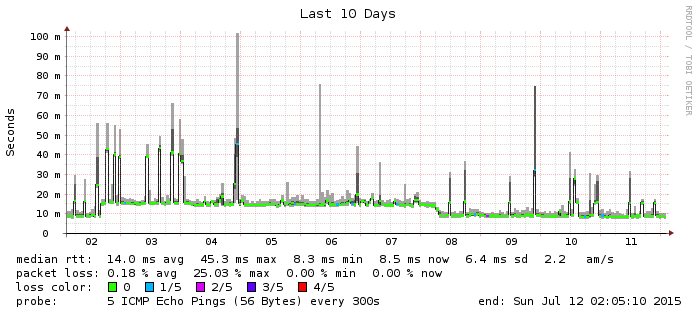 Last 10 Days
RRDTOOL / TOBI OETIKER
Seconds
100 m
90 m
80 m
70 m
60 m
50 m
40 m
30 m
20 m
10 m
0
02 03 04 05 06 07 08 09 10 11
median rtt: 14.0 ms avg 45.3 ms max 8.3 ms min 8.5 ms now 6.4 ms sd 2.2 am/s
packet loss: 0.18 % avg 25.03 % max 0.00 % min 0.00 % now
loss color: 0 1/5 2/5 3/5 4/5
probe: 5 ICMP Echo Pings (56 Bytes) every 300s end: Sun Jul 12 02:05:10 2015